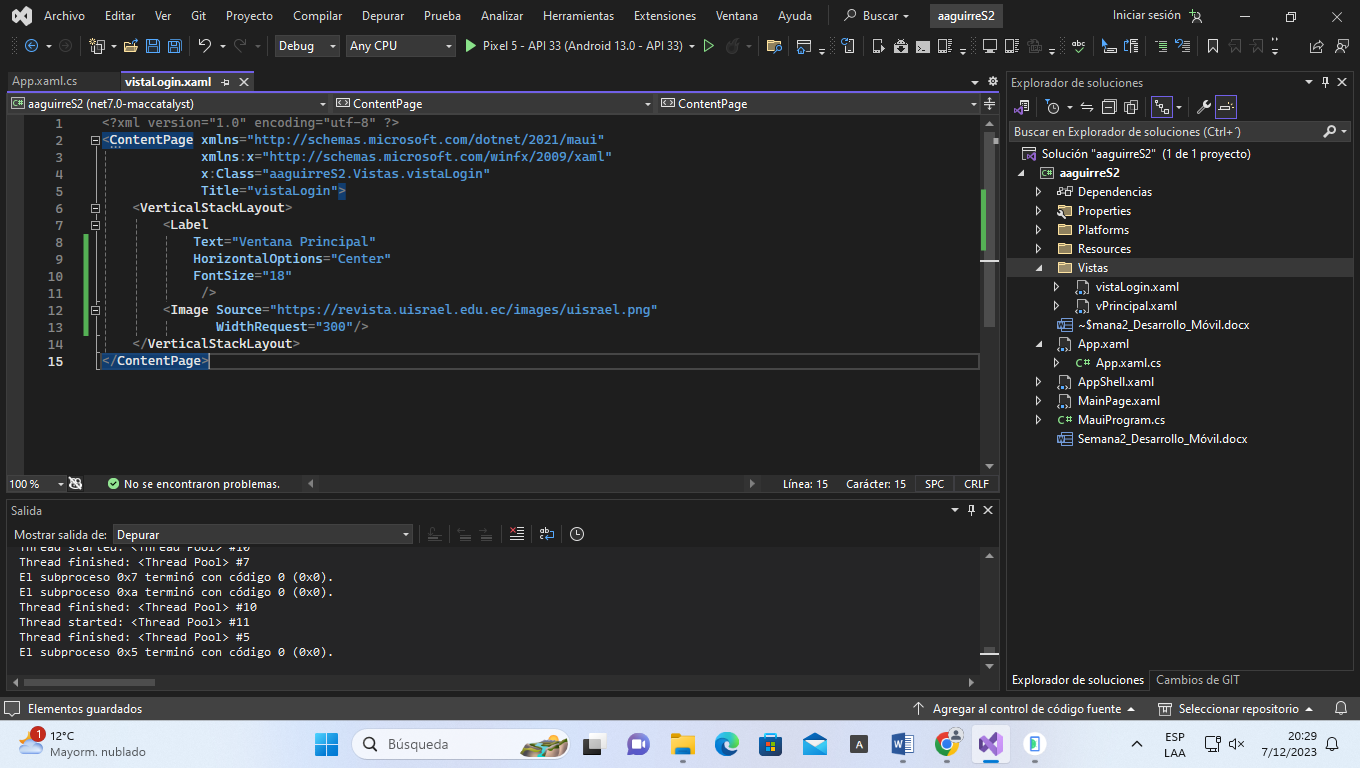 Archivo Editar Ver Git Proyecto Compilar Depurar Prueba Analizar Herramientas Extensiones Ventana Ayuda Buscar aaguirreS2 Iniciar sesión
Debug Any CPU Pixel 5 - API 33 (Android 13.0 - API 33)
App.xaml.cs vistaLogin.xaml
aaguirreS2 (net7.0-maccatalyst) ContentPage ContentPage
1 <?xml version="1.0" encoding="utf-8" ?>
2 <ContentPage xmlns="http://schemas.microsoft.com/dotnet/2021/maui"
3 xmlns:x="http://schemas.microsoft.com/winfx/2009/xaml"
4 x:Class="aaguirreS2.Vistas.vistaLogin"
5 Title="vistaLogin">
6 <VerticalStackLayout>
7 <Label
8 Text="Ventana Principal"
9 HorizontalOptions="Center"
10 FontSize="18"
11 />
12 <Image Source="https://revista.uisrael.edu.ec/images/uisrael.png"
13 WidthRequest="300"/>
14 </VerticalStackLayout>
15 </ContentPage>
100 % No se encontraron problemas. Línea: 15 Carácter: 15 SPC CRLF
Salida
Mostrar salida de: Depurar
Thread started: <Thread Pool> #10
Thread finished: <Thread Pool> #7
El subproceso 0x7 terminó con código 0 (0x0).
El subproceso 0xa terminó con código 0 (0x0).
Thread finished: <Thread Pool> #10
Thread started: <Thread Pool> #11
Thread finished: <Thread Pool> #5
El subproceso 0x5 terminó con código 0 (0x0).
Explorador de soluciones
Buscar en Explorador de soluciones (Ctrl+´)
Solución "aaguirreS2" (1 de 1 proyecto)
C# aaguirreS2
Dependencias
Properties
Platforms
Resources
Vistas
vistaLogin.xaml
vPrincipal.xaml
~$mana2_Desarrollo_Móvil.docx
App.xaml
C# App.xaml.cs
AppShell.xaml
MainPage.xaml
C# MauiProgram.cs
Semana2_Desarrollo_Móvil.docx
Explorador de soluciones Cambios de GIT
Elementos guardados Agregar al control de código fuente Seleccionar repositorio
1 12°C
Mayorm. nublado
Búsqueda
A
ESP
LAA
20:29
7/12/2023